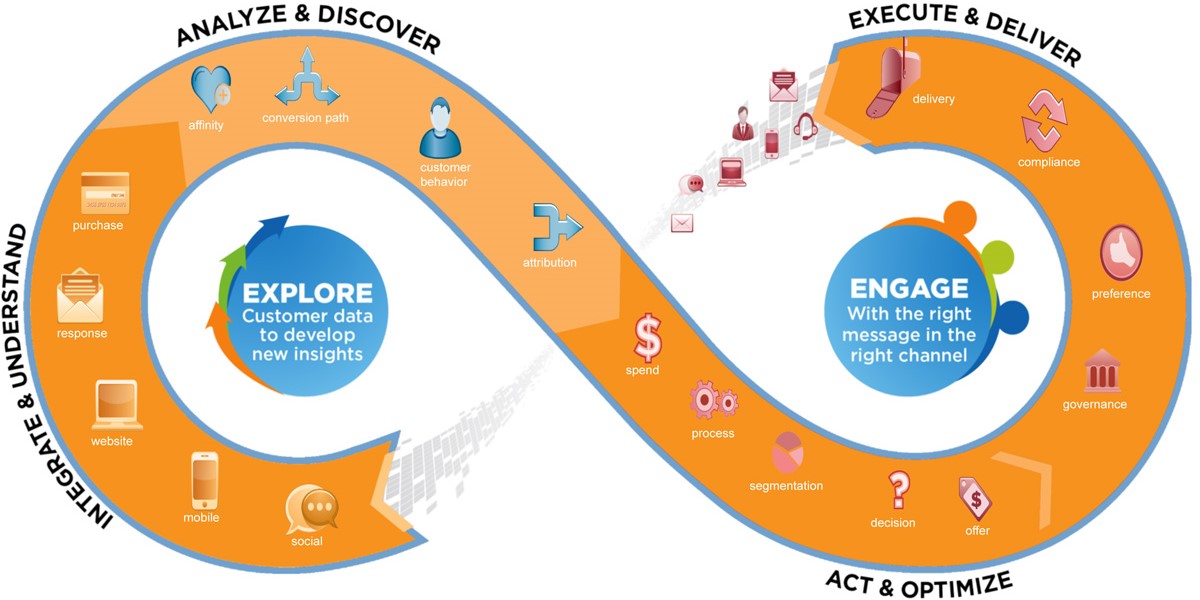 ANALYZE & DISCOVER
EXECUTE & DELIVER
INTEGRATE & UNDERSTAND
ACT & OPTIMIZE
affinity
conversion path
customer
behavior
attribution
purchase
response
website
mobile
social
EXPLORE
Customer data
to develop
new insights
spend
process
segmentation
decision
offer
$
$
?
governance
preference
compliance
delivery
ENGAGE
With the right
message in the
right channel